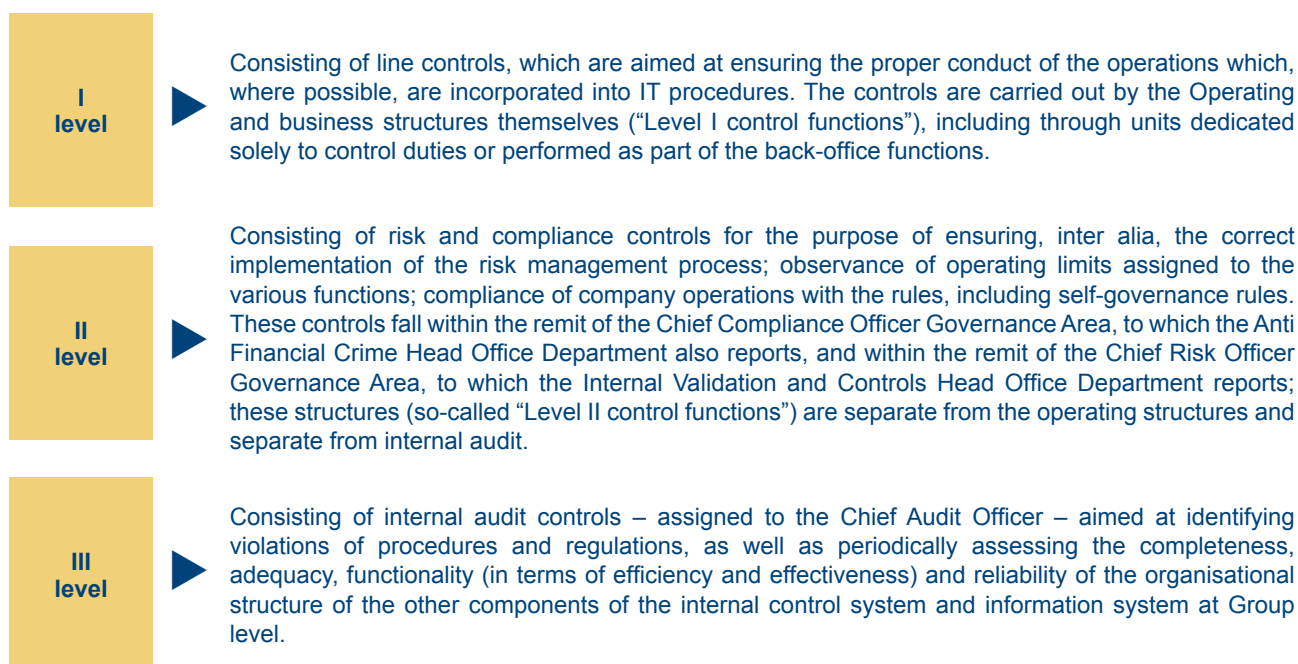 I
level
Consisting of line controls, which are aimed at ensuring the proper conduct of the operations which,
where possible, are incorporated into IT procedures. The controls are carried out by the Operating
and business structures themselves (“Level I control functions”), including through units dedicated
solely to control duties or performed as part of the back-office functions.
II
level
Consisting of risk and compliance controls for the purpose of ensuring, inter alia, the correct
implementation of the risk management process; observance of operating limits assigned to the
various functions; compliance of company operations with the rules, including self-governance rules.
These controls fall within the remit of the Chief Compliance Officer Governance Area, to which the Anti
Financial Crime Head Office Department also reports, and within the remit of the Chief Risk Officer
Governance Area, to which the Internal Validation and Controls Head Office Department reports;
these structures (so-called “Level II control functions”) are separate from the operating structures and
separate from internal audit.
III
level
Consisting of internal audit controls – assigned to the Chief Audit Officer – aimed at identifying
violations of procedures and regulations, as well as periodically assessing the completeness,
adequacy, functionality (in terms of efficiency and effectiveness) and reliability of the organisational
structure of the other components of the internal control system and information system at Group
level.